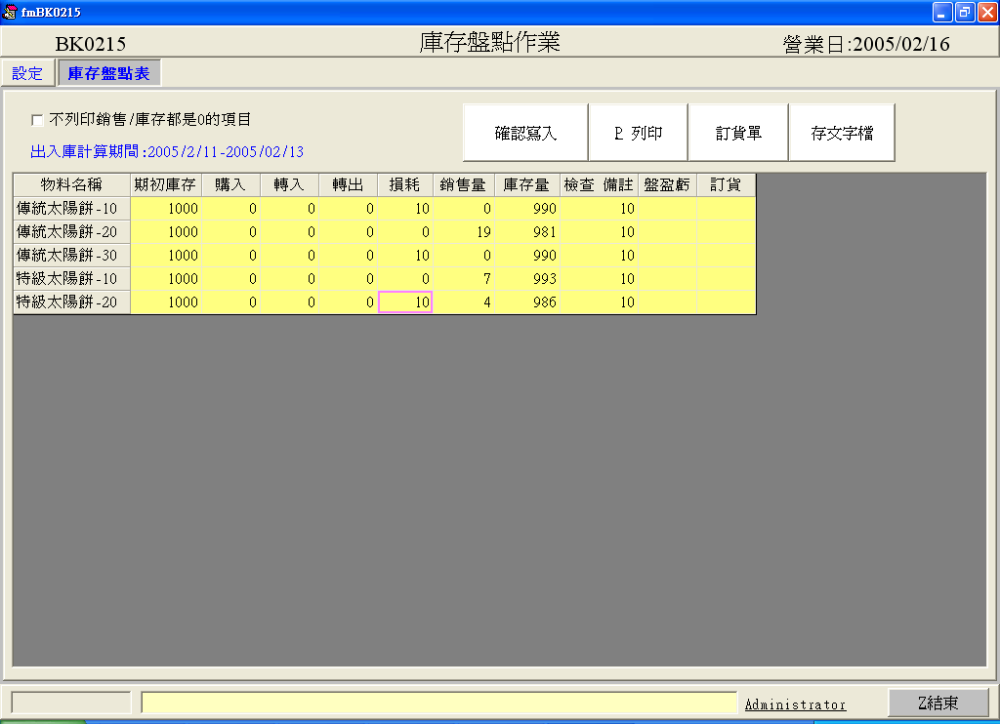 fmBK0215
BK0215 庫存盤點作業 營業日:2005/02/16
設定 庫存盤點表
不列印銷售/庫存都是0的項目
出入庫計算期間:2005/2/11-2005/02/13
確認寫入 P 列印 訂貨單 存文字檔
物料名稱 期初庫存 購入 轉入 轉出 損耗 銷售量 庫存量 檢查 備註 盤盈虧 訂貨
傳統太陽餅-10 1000 0 0 0 10 0 990 10
傳統太陽餅-20 1000 0 0 0 0 19 981 10
傳統太陽餅-30 1000 0 0 0 10 0 990 10
特級太陽餅-10 1000 0 0 0 0 7 993 10
特級太陽餅-20 1000 0 0 0 10 4 986 10
Administrator Z結束